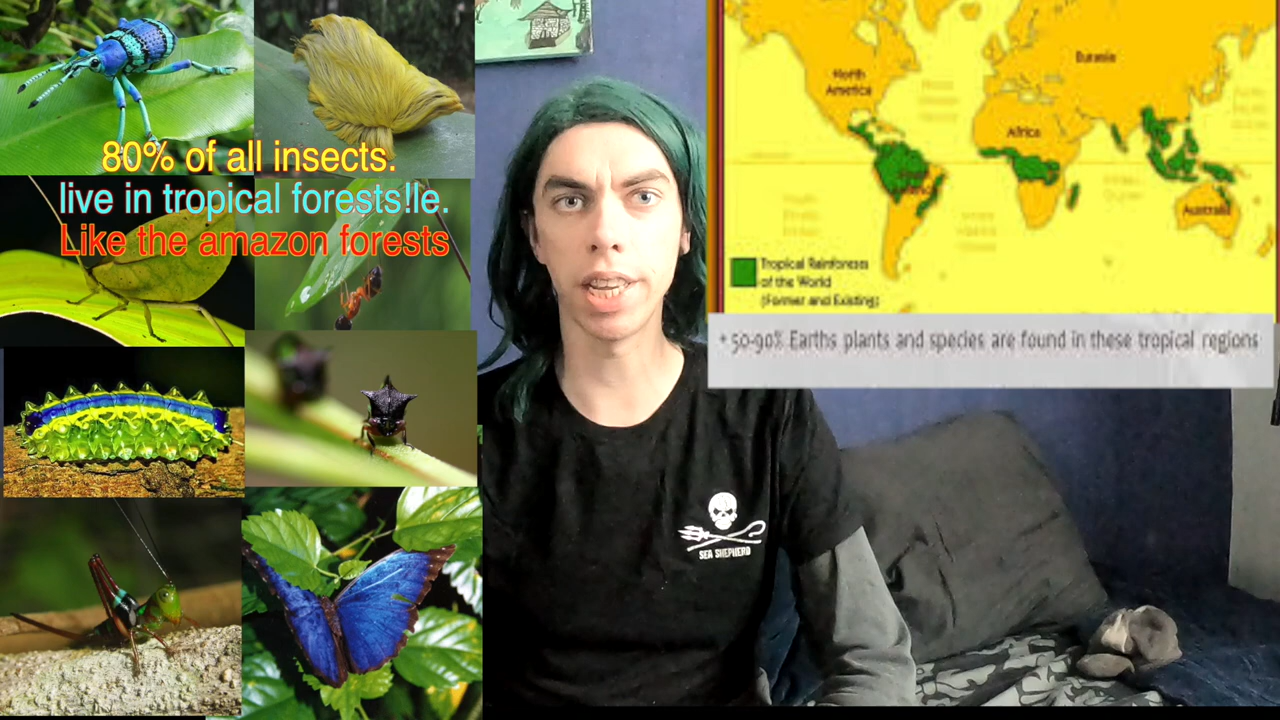 80% of all insects.
live in tropical forests!le.
Like the amazon forests
North
America
Eurasia
Africa
Australia
Tropical Rainforests
of the World
(Former and Existing)
+ 50-90% Earths plants and species are found in these tropical regions
SEA SHEPHERD